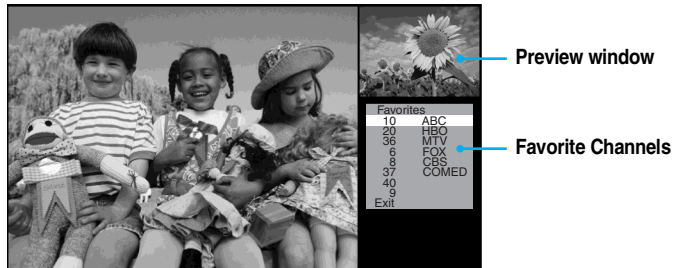 Preview window
Favorites
10 ABC
20 HBO
36 MTV
6 FOX
8 CBS
37 COMED
40
9
Exit
Favorite Channels